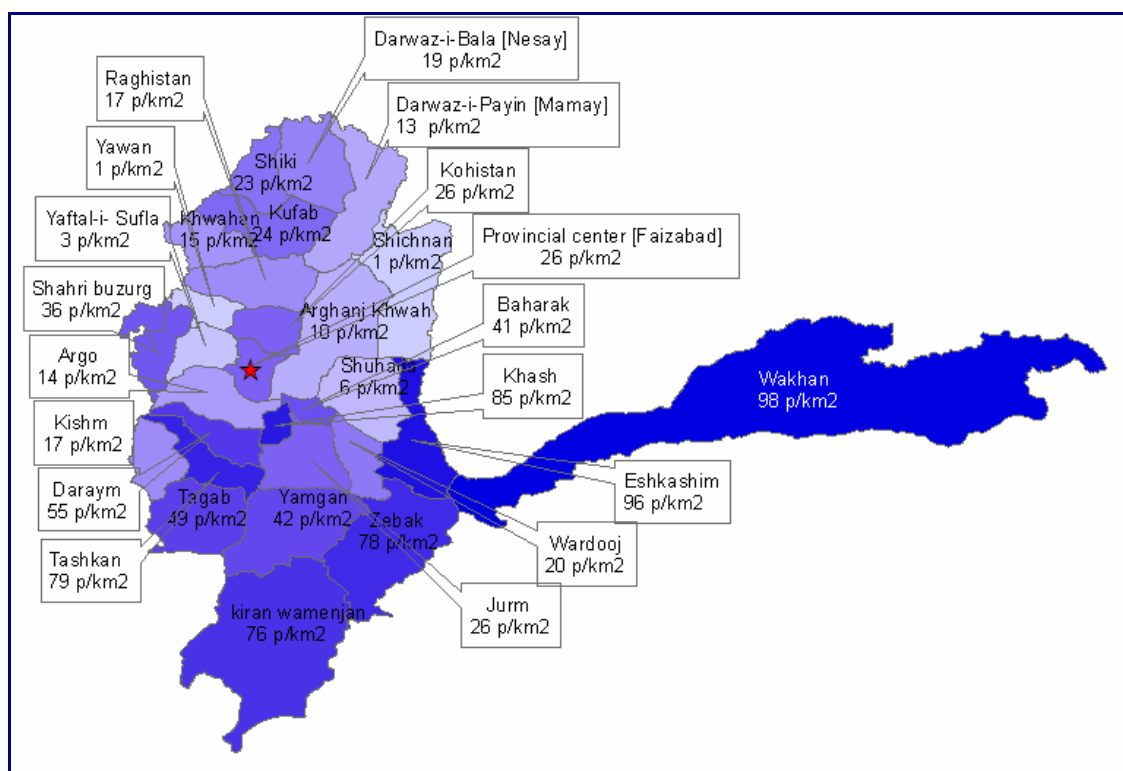 Darwaz-i-Bala [Nesay]
19 p/km2
Raghistan
17 p/km2
Darwaz-i-Payin [Mamay]
13 p/km2
Yawan
1 p/km2
Shiki
23 p/km2
Kohistan
26 p/km2
Yaftal-i- Sufla
3 p/km2
Khwahan
15 p/km2
Kufab
24 p/km2
Shichnan
1 p/km2
Provincial center [Faizabad]
26 p/km2
Shahri buzurg
36 p/km2
Arghanj Khwah
10 p/km2
Baharak
41 p/km2
Argo
14 p/km2
Shuhada
6 p/km2
Khash
85 p/km2
Wakhan
98 p/km2
Kishm
17 p/km2
Daraym
55 p/km2
Eshkashim
96 p/km2
Tagab
49 p/km2
Yamgan
42 p/km2
Zebak
78 p/km2
Wardooj
20 p/km2
Tashkan
79 p/km2
Jurm
26 p/km2
kiran wamenjan
76 p/km2